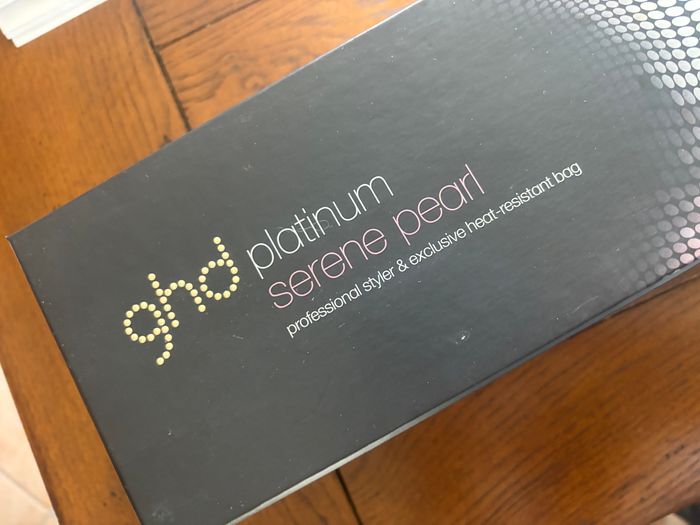 ghd platinum
serene pearl
professional styler & exclusive heat-resistant bag